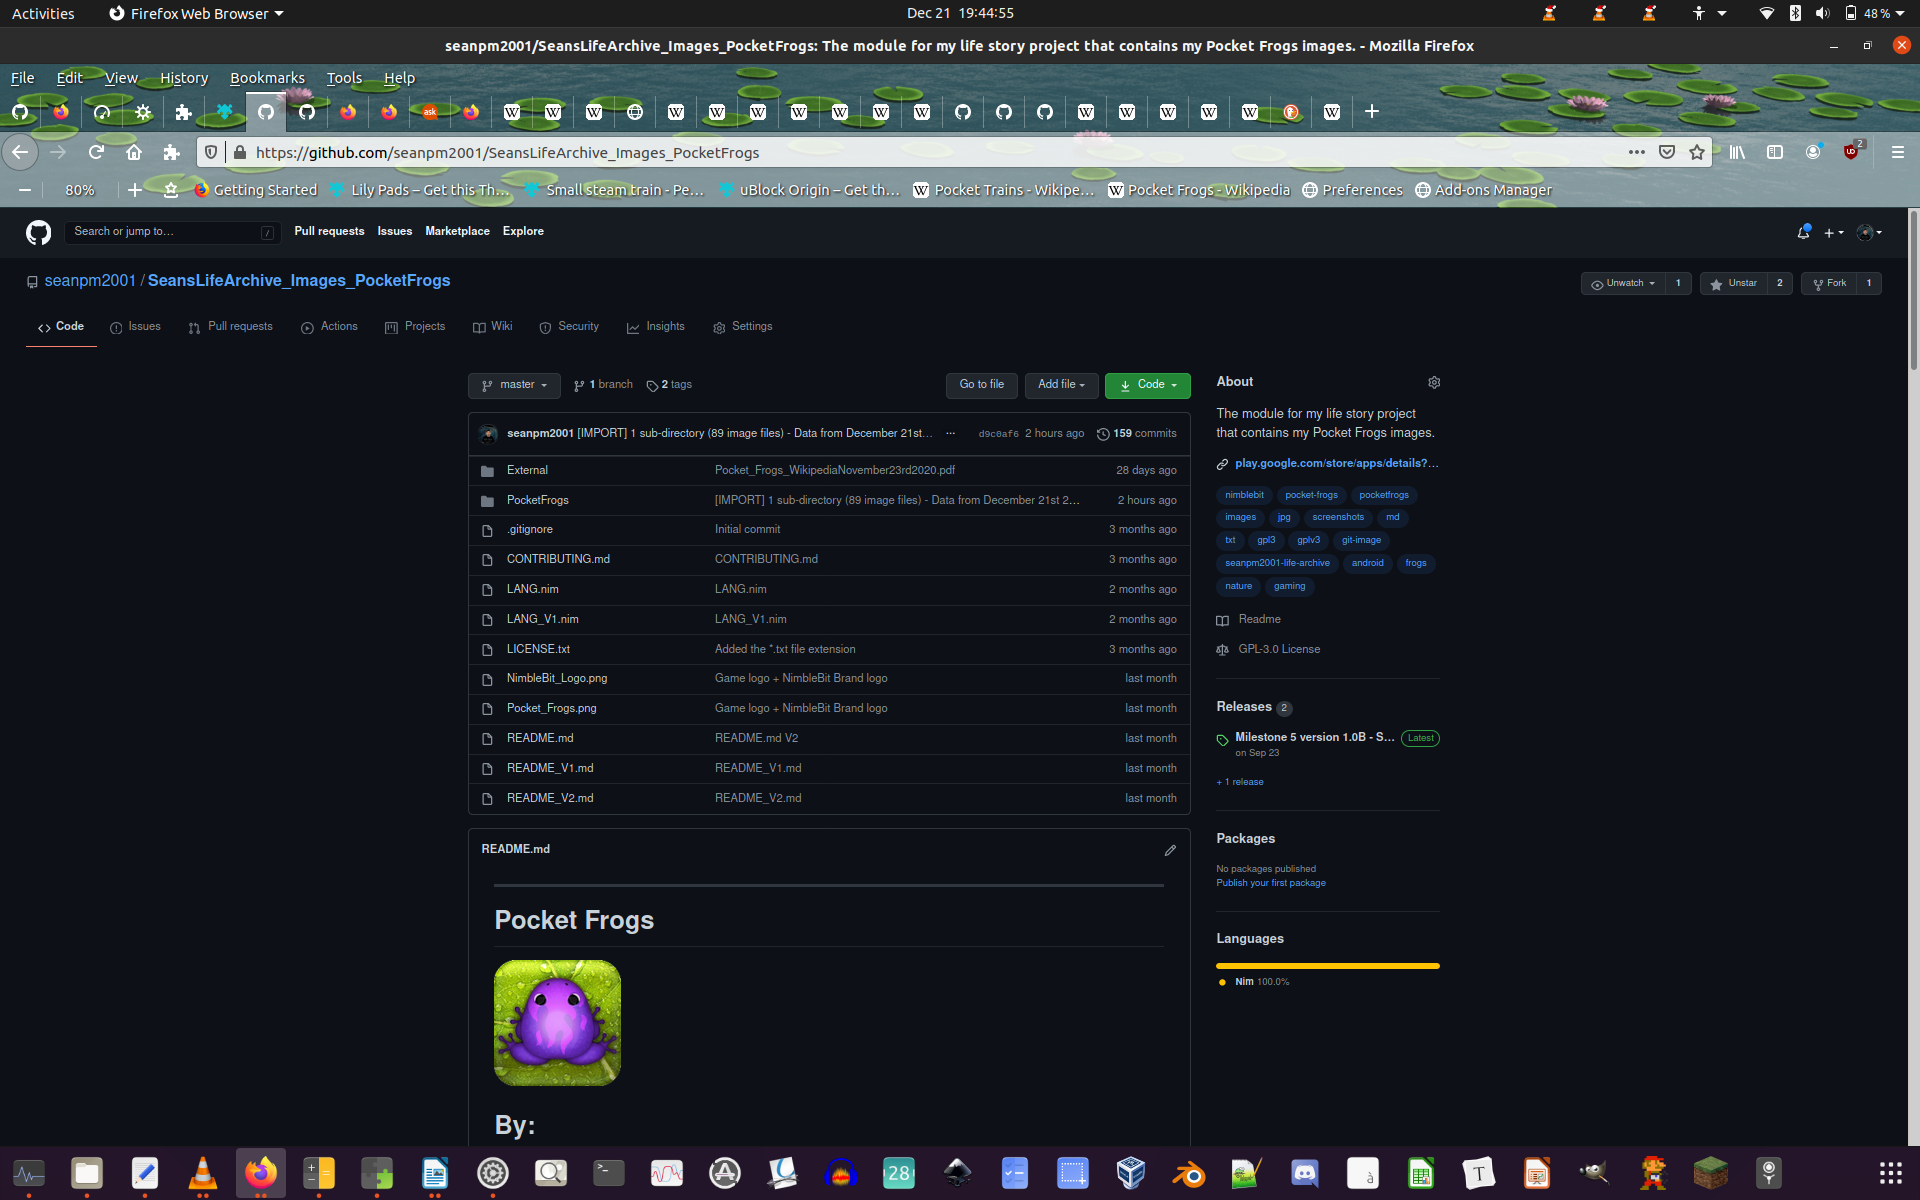 Activities Firefox Web Browser Dec 21 19:44:55 48 %
seanpm2001/SeansLifeArchive_Images_PocketFrogs: The module for my life story project that contains my Pocket Frogs images. - Mozilla Firefox
File Edit View History Bookmarks Tools Help
https://github.com/seanpm2001/SeansLifeArchive_Images_PocketFrogs 2
80% Getting Started Lily Pads – Get this Th… Small steam train - Pe… uBlock Origin – Get th… Pocket Trains - Wikipe… Pocket Frogs - Wikipedia Preferences Add-ons Manager
Search or jump to… / Pull requests Issues Marketplace Explore
seanpm2001 / SeansLifeArchive_Images_PocketFrogs Unwatch 1 Unstar 2 Fork 1
Code Issues Pull requests Actions Projects Wiki Security Insights Settings
master 1 branch 2 tags Go to file Add file Code
seanpm2001 [IMPORT] 1 sub-directory (89 image files) - Data from December 21st… ... d9c0af6 2 hours ago 159 commits
External Pocket_Frogs_WikipediaNovember23rd2020.pdf 28 days ago
PocketFrogs [IMPORT] 1 sub-directory (89 image files) - Data from December 21st 2… 2 hours ago
.gitignore Initial commit 3 months ago
CONTRIBUTING.md CONTRIBUTING.md 3 months ago
LANG.nim LANG.nim 2 months ago
LANG_V1.nim LANG_V1.nim 2 months ago
LICENSE.txt Added the *.txt file extension 3 months ago
NimbleBit_Logo.png Game logo + NimbleBit Brand logo last month
Pocket_Frogs.png Game logo + NimbleBit Brand logo last month
README.md README.md V2 last month
README_V1.md README_V1.md last month
README_V2.md README_V2.md last month
README.md
Pocket Frogs
By:
About
The module for my life story project
that contains my Pocket Frogs images.
play.google.com/store/apps/details?…
nimblebit pocket-frogs pocketfrogs
images jpg screenshots md
txt gpl3 gplv3 git-image
seanpm2001-life-archive android frogs
nature gaming
Readme
GPL-3.0 License
Releases 2
Milestone 5 version 1.0B - S… Latest
on Sep 23
+ 1 release
Packages
No packages published
Publish your first package
Languages
Nim 100.0%
28